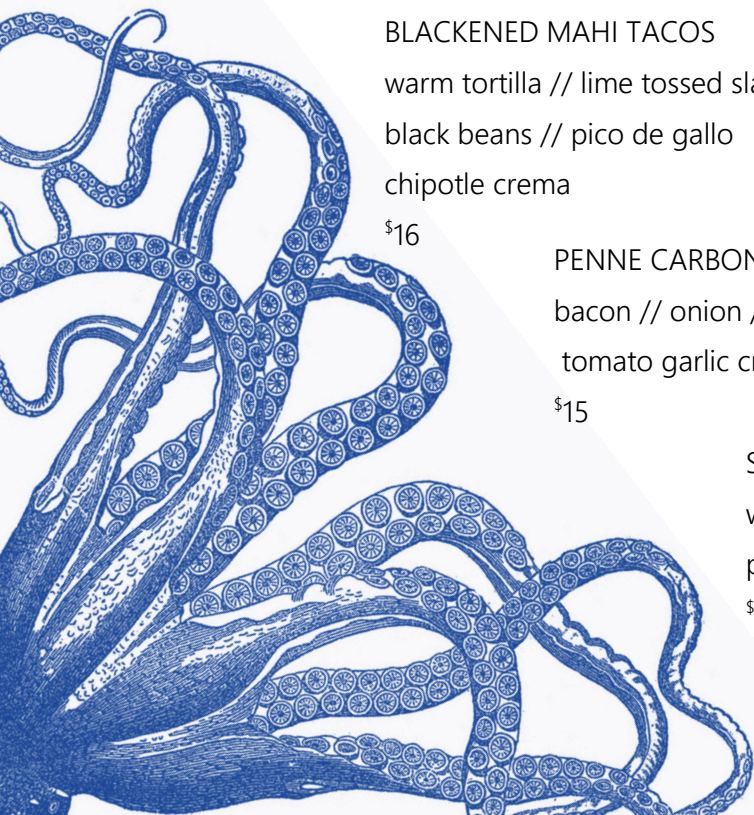 BLACKENED MAHI TACOS
warm tortilla // lime tossed
black beans // pico de gallo
chipotle crema
$16
PENNE
bacon // onion /
tomato garlic
$15
$